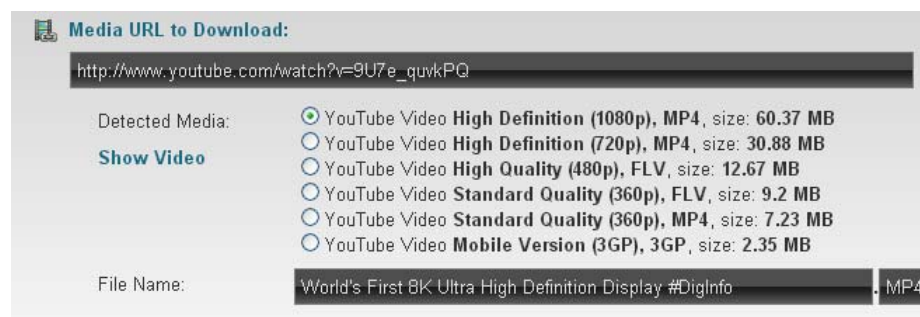 Media URL to Download:
http://www.youtube.com/watch?v=9U7e_quvkPQ
Detected Media:
Show Video
YouTube Video High Definition (1080p), MP4, size: 60.37 MB
YouTube Video High Definition (720p), MP4, size: 30.88 MB
YouTube Video High Quality (480p), FLV, size: 12.67 MB
YouTube Video Standard Quality (360p), FLV, size: 9.2 MB
YouTube Video Standard Quality (360p), MP4, size: 7.23 MB
YouTube Video Mobile Version (3GP), 3GP, size: 2.35 MB
File Name:
World's First 8K Ultra High Definition Display #DigInfo . MP4